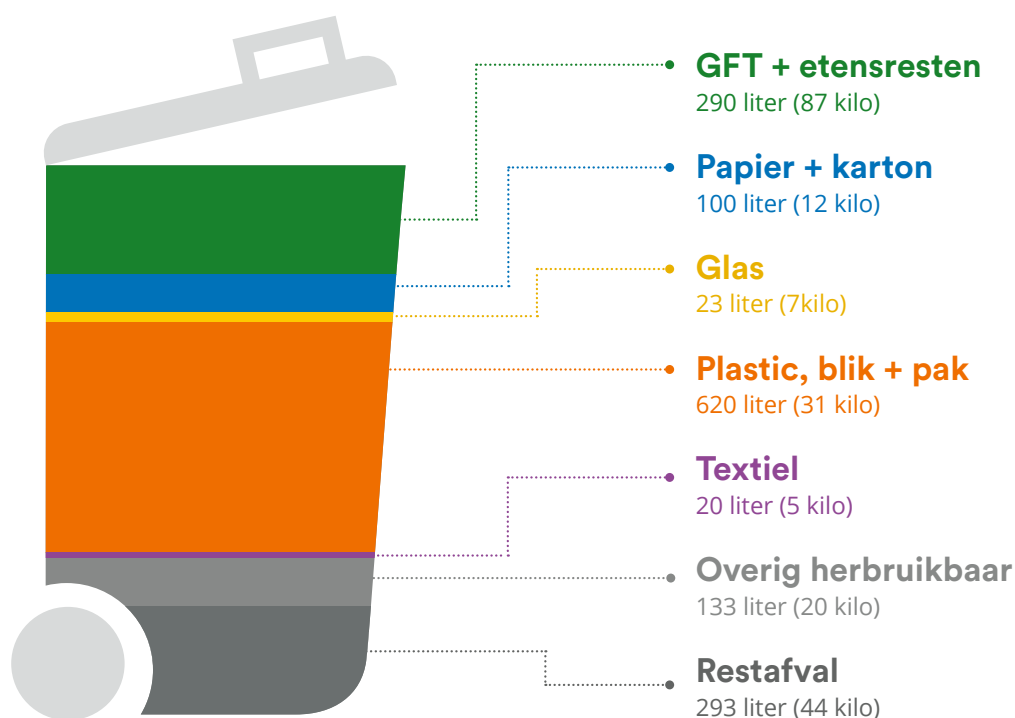 GFT + etensresten
290 liter (87 kilo)
Papier + karton
100 liter (12 kilo)
Glas
23 liter (7kilo)
Plastic, blik + pak
620 liter (31 kilo)
Textiel
20 liter (5 kilo)
Overig herbruikbaar
133 liter (20 kilo)
Restafval
293 liter (44 kilo)